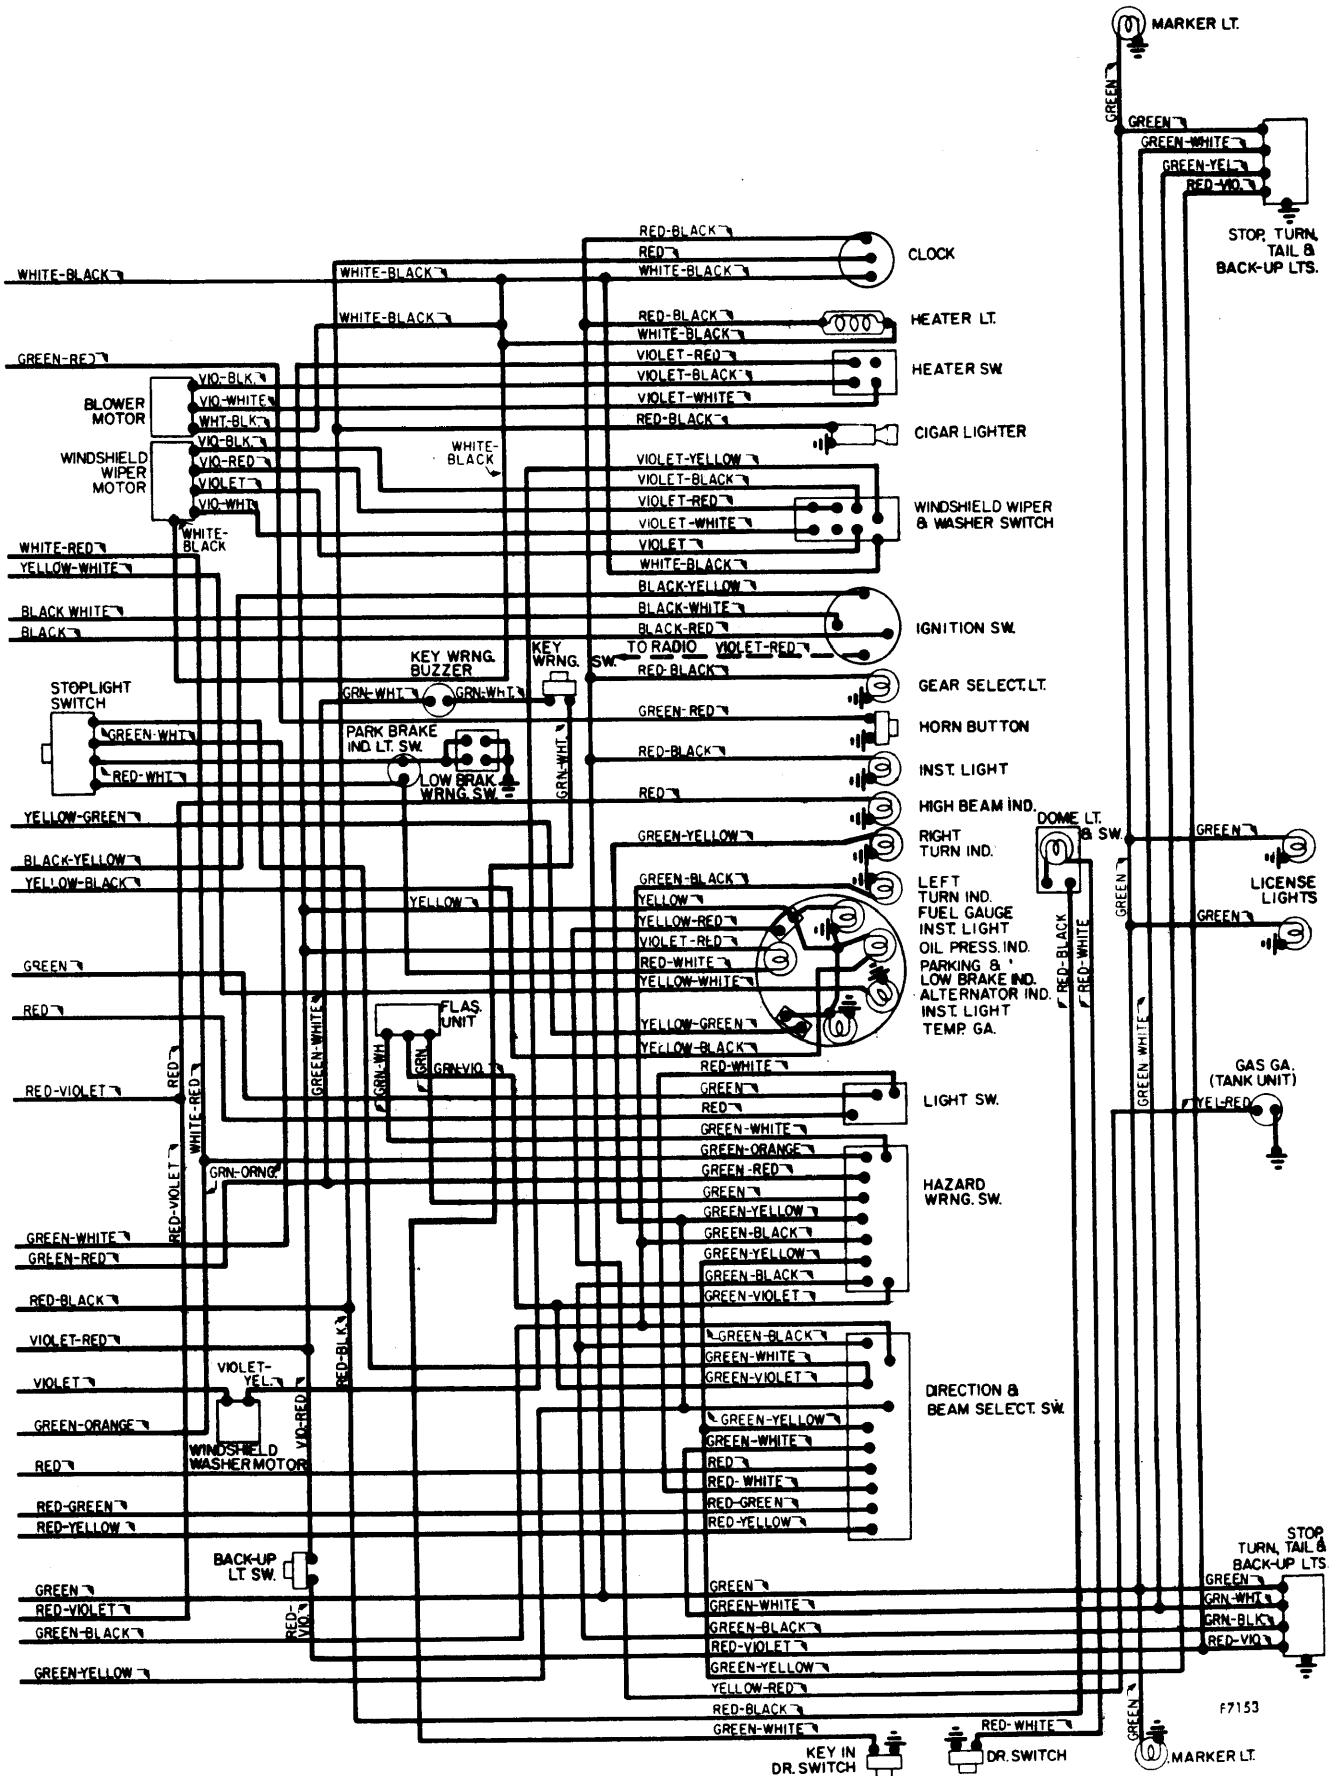 MARKER LT.
GREEN
GREEN
GREEN-WHITE
GREEN-YEL.
RED-VIO.
STOP, TURN,
TAIL &
BACK-UP LTS.
RED-BLACK
RED
WHITE-BLACK
WHITE-BLACK
WHITE-BLACK
CLOCK
WHITE-BLACK
RED-BLACK
WHITE-BLACK
HEATER LT.
GREEN-RED
VIOLET-RED
VIOLET-BLACK
VIOLET-WHITE
HEATER SW.
BLOWER
MOTOR
VIO.-BLK.
VIO.-WHITE
WHT-BLK
RED-BLACK
CIGAR LIGHTER
WINDSHIELD
WIPER
MOTOR
VIO.-BLK
VIO.-RED
VIOLET
VIO.-WHT.
WHITE-
BLACK
WHITE-
BLACK
VIOLET-YELLOW
VIOLET-BLACK
VIOLET-RED
VIOLET-WHITE
VIOLET
WHITE-BLACK
WINDSHIELD WIPER
& WASHER SWITCH
WHITE-RED
YELLOW-WHITE
BLACK WHITE
BLACK
BLACK-YELLOW
BLACK-WHITE
BLACK-RED
TO RADIO VIOLET-RED
IGNITION SW.
KEY WRNG.
BUZZER
KEY
WRNG. SW.
GRN-WHT.
GRN-WHT.
GRN-WHT.
RED-BLACK
GEAR SELECT. LT.
STOPLIGHT
SWITCH
GREEN-WHT.
RED-WHT.
PARK BRAKE
IND. LT. SW.
LOW BRAK.
WRNG. SW.
GREEN-RED
HORN BUTTON
RED-BLACK
INST. LIGHT
RED
HIGH BEAM IND.
YELLOW-GREEN
GREEN-YELLOW
RIGHT
TURN IND.
DOME LT.
& SW.
BLACK-YELLOW
YELLOW-BLACK
GREEN-BLACK
LEFT
TURN IND.
YELLOW
YELLOW
YELLOW-RED
VIOLET-RED
RED-WHITE
YELLOW-WHITE
YELLOW-GREEN
YELLOW-BLACK
FUEL GAUGE
INST. LIGHT
OIL PRESS. IND.
PARKING &
LOW BRAKE IND.
ALTERNATOR IND.
INST. LIGHT
TEMP. GA.
GREEN
RED-BLACK
RED-WHITE
GREEN
GREEN
LICENSE
LIGHTS
GREEN WHITE
GREEN
RED
RED-VIOLET
RED
WHITE-RED
RED-VIOLET
GREEN-WHITE
FLAS.
UNIT
GRN-WH
GRN
GRN-VIO.
RED-WHITE
GREEN
RED
LIGHT SW.
GAS GA.
(TANK UNIT)
YEL-RED
GRN-ORNG.
GREEN-WHITE
GREEN-ORANGE
GREEN-RED
GREEN
GREEN-YELLOW
GREEN-BLACK
GREEN-YELLOW
GREEN-BLACK
GREEN-VIOLET
HAZARD
WRNG. SW.
GREEN-WHITE
GREEN-RED
RED-BLACK
VIOLET-RED
VIOLET
GREEN-ORANGE
RED
RED-GREEN
RED-YELLOW
VIOLET-
YEL.
WINDSHIELD
WASHER MOTOR
VIO-RED
RED-BLK.
GREEN-BLACK
GREEN-WHITE
GREEN-VIOLET
GREEN-YELLOW
GREEN-WHITE
RED
RED-WHITE
RED-GREEN
RED-YELLOW
DIRECTION &
BEAM SELECT. SW.
BACK-UP
LT SW.
RED-
VIO.
GREEN
RED-VIOLET
GREEN-BLACK
GREEN-YELLOW
GREEN
GREEN-WHITE
GREEN-BLACK
RED-VIOLET
GREEN-YELLOW
YELLOW-RED
RED-BLACK
GREEN-WHITE
STOP,
TURN, TAIL &
BACK-UP LTS.
GREEN
GRN-WHT.
GRN-BLK.
RED-VIO.
F7153
KEY IN
DR. SWITCH
RED-WHITE
DR. SWITCH
GREEN
MARKER LT.